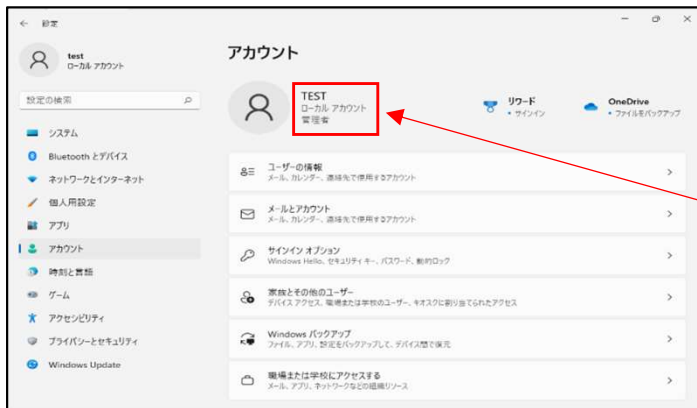 設定
test
ローカル アカウント
設定の検索
システム
Bluetooth とデバイス
ネットワークとインターネット
個人用設定
アプリ
アカウント
時刻と言語
ゲーム
アクセシビリティ
プライバシーとセキュリティ
Windows Update
アカウント
TEST
ローカル アカウント
管理者
リワード
サインイン
OneDrive
ファイルをバックアップ
ユーザーの情報
メール、カレンダー、連絡先で使用するアカウント
メールとアカウント
メール、カレンダー、連絡先で使用するアカウント
サインイン オプション
Windows Hello、セキュリティ キー、パスワード、動的ロック
家族とその他のユーザー
デバイス アクセス、職場または学校のユーザー、キオスクに割り当てられたアクセス
Windows バックアップ
ファイル、アプリ、設定をバックアップして、デバイス間で復元
職場または学校にアクセスする
メール、アプリ、ネットワークなどの組織リソース